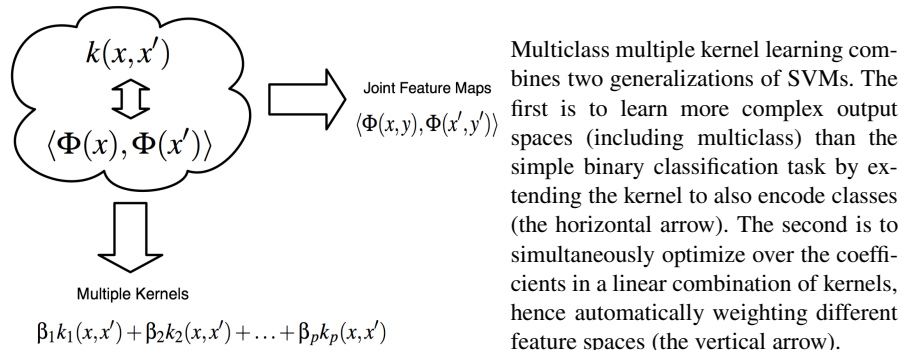 k(x,x′)
⟨Φ(x),Φ(x′)⟩
Joint Feature Maps
⟨Φ(x,y),Φ(x′,y′)⟩
Multiple Kernels
β₁k₁(x,x′)+β₂k₂(x,x′)+…+βₚkₚ(x,x′)
Multiclass multiple kernel learning com-
bines two generalizations of SVMs. The
first is to learn more complex output
spaces (including multiclass) than the
simple binary classification task by ex-
tending the kernel to also encode classes
(the horizontal arrow). The second is to
simultaneously optimize over the coeffi-
cients in a linear combination of kernels,
hence automatically weighting different
feature spaces (the vertical arrow).